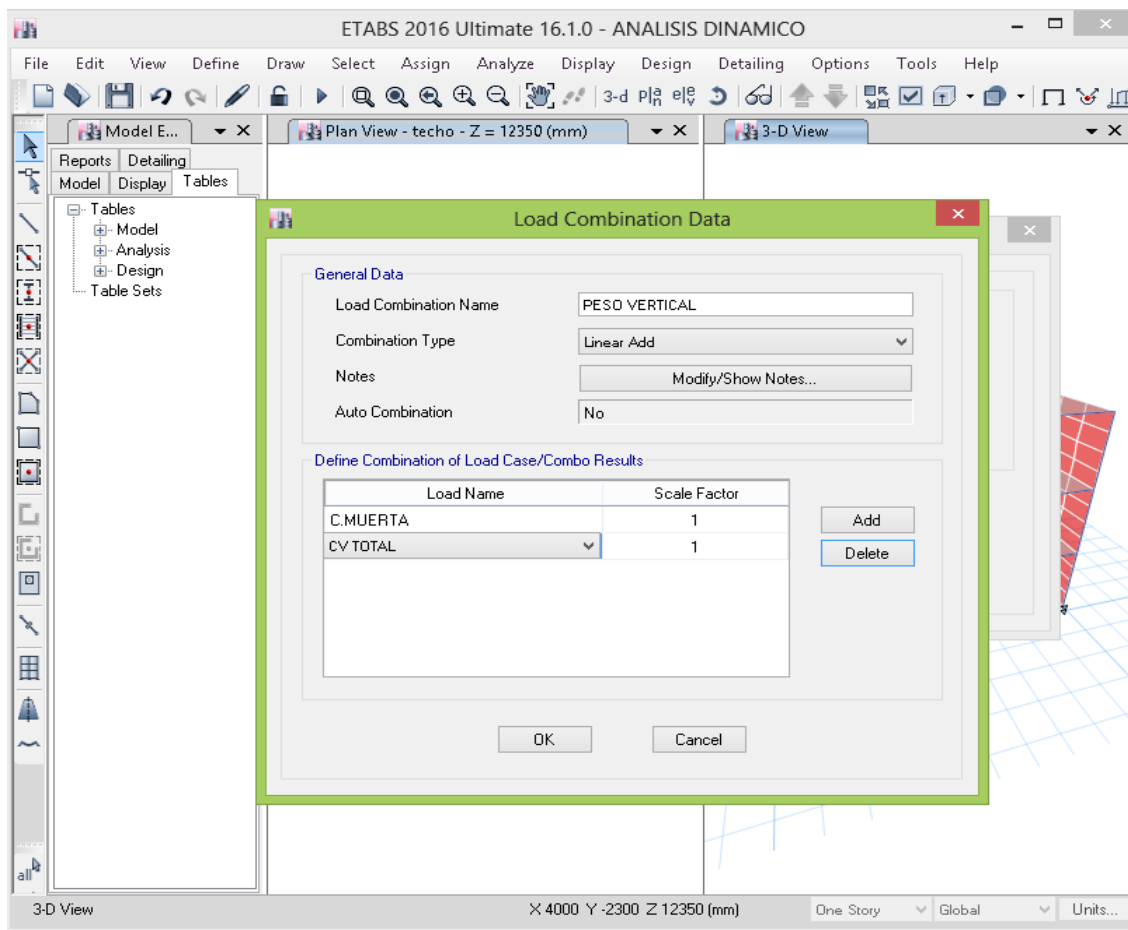 ETABS 2016 Ultimate 16.1.0 - ANALISIS DINAMICO
File Edit View Define Draw Select Assign Analyze Display Design Detailing Options Tools Help
3-d
Model E...
Plan View - techo - Z = 12350 (mm)
3-D View
Reports Detailing
Model Display Tables
Tables
Model
Analysis
Design
Table Sets
Load Combination Data
General Data
Load Combination Name PESO VERTICAL
Combination Type Linear Add
Notes Modify/Show Notes...
Auto Combination No
Define Combination of Load Case/Combo Results
Load Name Scale Factor
C.MUERTA 1
CV TOTAL 1
Add
Delete
OK Cancel
all
3-D View X 4000 Y -2300 Z 12350 (mm) One Story Global Units...